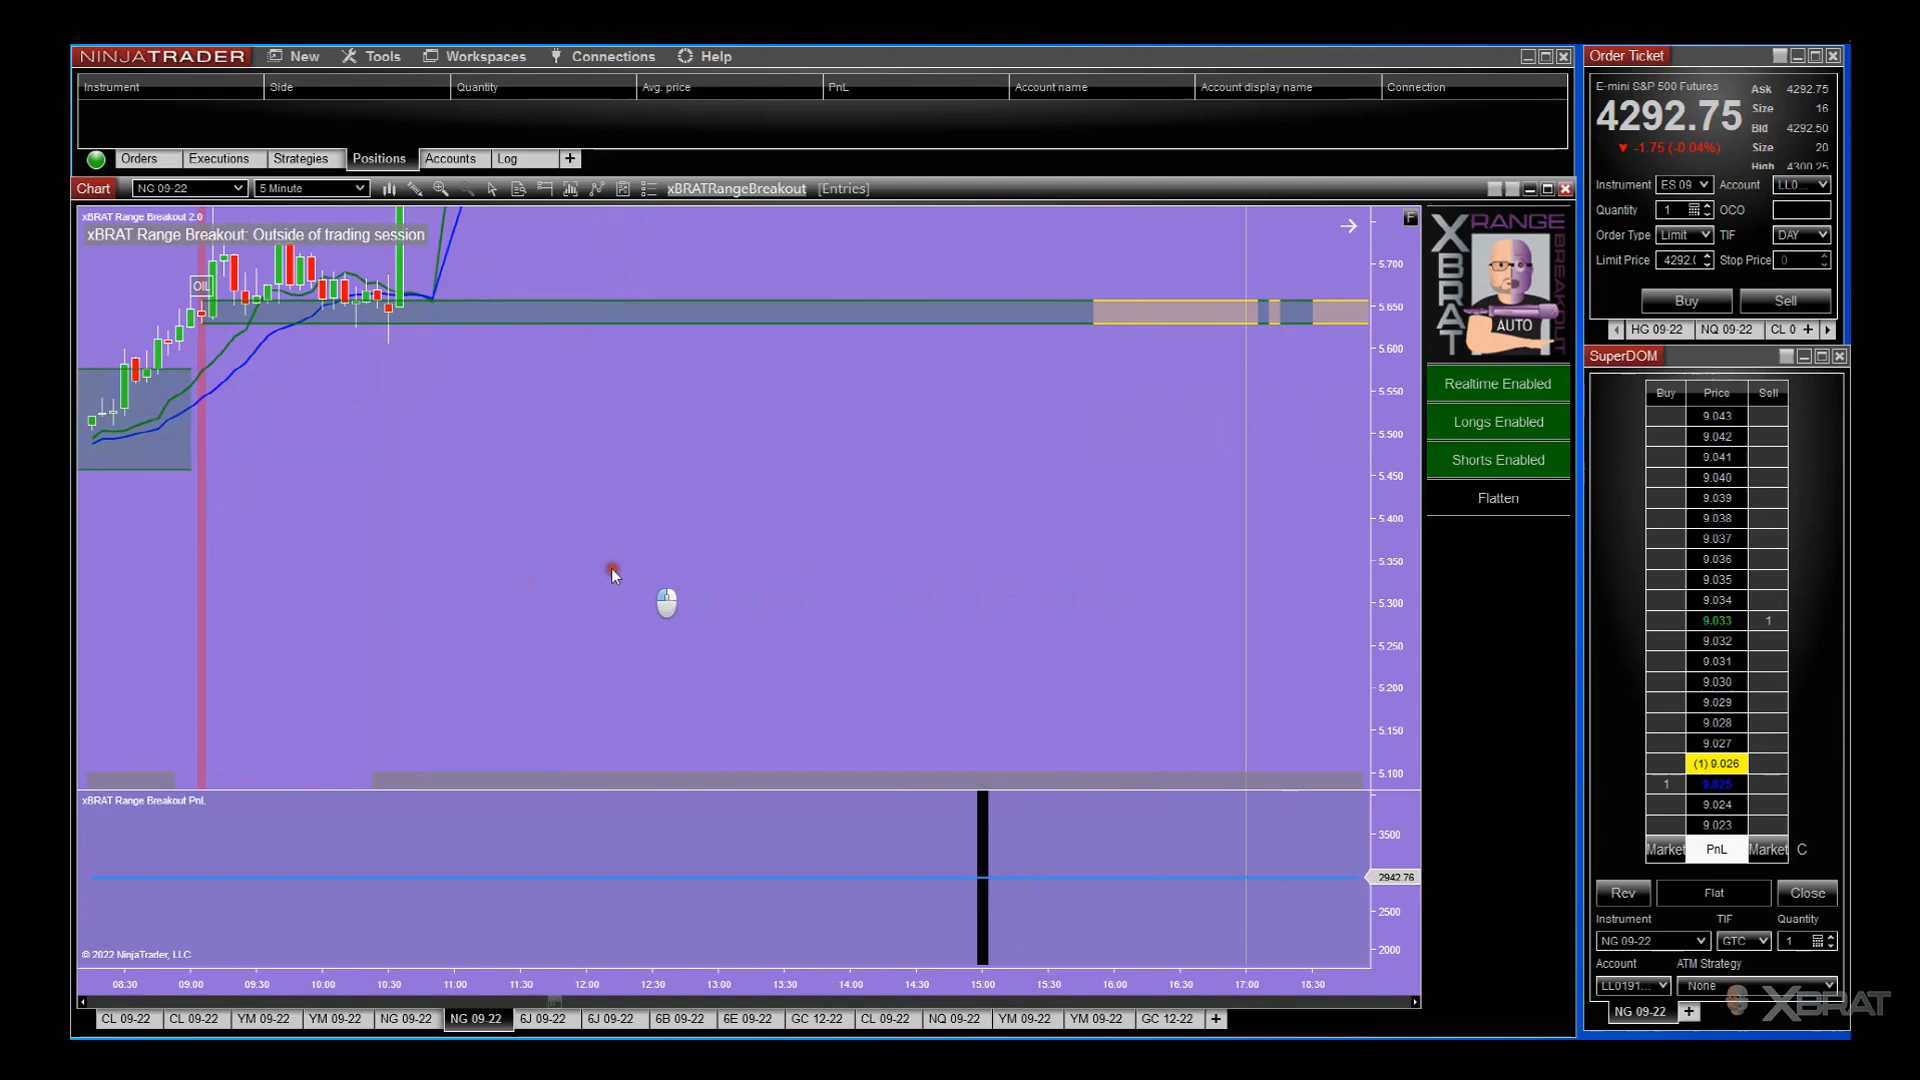 NINJATRADER New Tools Workspaces Connections Help
Instrument Side Quantity Avg. price PnL Account name Account display name Connection
Orders Executions Strategies Positions Accounts Log +
Chart NG 09-22 5 Minute xBRATRangeBreakout [Entries]
xBRAT Range Breakout 2.0
xBRAT Range Breakout: Outside of trading session
OIL
F
5.700
5.650
5.600
5.550
5.500
5.450
5.400
5.350
5.300
5.250
5.200
5.150
5.100
xBRAT Range Breakout PnL
3500
2942.76
2500
2000
© 2022 NinjaTrader, LLC
08:30 09:00 09:30 10:00 10:30 11:00 11:30 12:00 12:30 13:00 13:30 14:00 14:30 15:00 15:30 16:00 16:30 17:00 18:30
CL 09-22 CL 09-22 YM 09-22 YM 09-22 NG 09-22 NG 09-22 6J 09-22 6J 09-22 6B 09-22 6E 09-22 GC 12-22 CL 09-22 NQ 09-22 YM 09-22 YM 09-22 GC 12-22 +
XBRAT
RANGE
BREAKOUT
AUTO
Realtime Enabled
Longs Enabled
Shorts Enabled
Flatten
Order Ticket
E-mini S&P 500 Futures
4292.75
-1.75 (-0.04%)
Ask 4292.75
Size 16
Bid 4292.50
Size 20
High 4300.25
Instrument ES 09 Account LL0...
Quantity 1 OCO
Order Type Limit TIF DAY
Limit Price 4292.( Stop Price 0
Buy Sell
HG 09-22 NQ 09-22 CL 0 +
SuperDOM
Buy Price Sell
9.043
9.042
9.041
9.040
9.039
9.038
9.037
9.036
9.035
9.034
9.033 1
9.032
9.031
9.030
9.029
9.028
9.027
(1) 9.026
1 9.025
9.024
9.023
Market PnL Market C
Rev Flat Close
Instrument TIF Quantity
NG 09-22 GTC 1
Account ATM Strategy
LL0191... None
NG 09-22 +
XBRAT